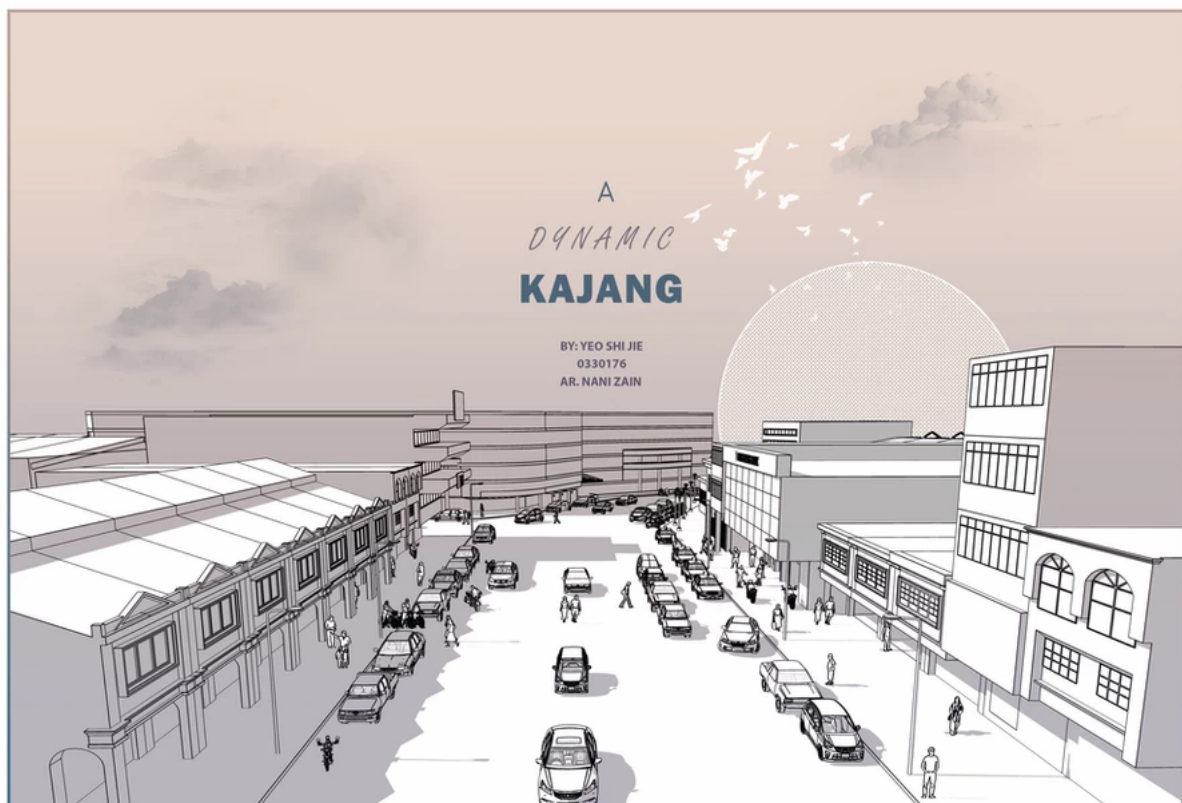 A
DYNAMIC
KAJANG
BY: YEO SHI JIE
0330176
AR. NANI ZAIN